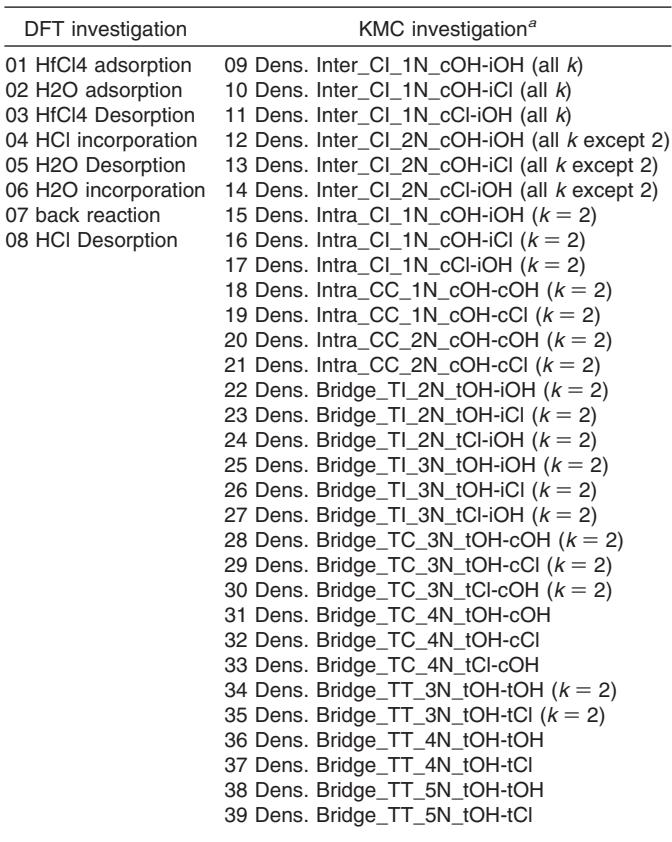 DFT investigation KMC investigation^a
01 HfCl4 adsorption 09 Dens. Inter_CI_1N_cOH-iOH (all k)
02 H2O adsorption 10 Dens. Inter_CI_1N_cOH-iCl (all k)
03 HfCl4 Desorption 11 Dens. Inter_CI_1N_cCl-iOH (all k)
04 HCl incorporation 12 Dens. Inter_CI_2N_cOH-iOH (all k except 2)
05 H2O Desorption 13 Dens. Inter_CI_2N_cOH-iCl (all k except 2)
06 H2O incorporation 14 Dens. Inter_CI_2N_cCl-iOH (all k except 2)
07 back reaction 15 Dens. Intra_CI_1N_cOH-iOH (k = 2)
08 HCl Desorption 16 Dens. Intra_CI_1N_cOH-iCl (k = 2)
17 Dens. Intra_CI_1N_cCl-iOH (k = 2)
18 Dens. Intra_CC_1N_cOH-cOH (k = 2)
19 Dens. Intra_CC_1N_cOH-cCl (k = 2)
20 Dens. Intra_CC_2N_cOH-cOH (k = 2)
21 Dens. Intra_CC_2N_cOH-cCl (k = 2)
22 Dens. Bridge_TI_2N_tOH-iOH (k = 2)
23 Dens. Bridge_TI_2N_tOH-iCl (k = 2)
24 Dens. Bridge_TI_2N_tCl-iOH (k = 2)
25 Dens. Bridge_TI_3N_tOH-iOH (k = 2)
26 Dens. Bridge_TI_3N_tOH-iCl (k = 2)
27 Dens. Bridge_TI_3N_tCl-iOH (k = 2)
28 Dens. Bridge_TC_3N_tOH-cOH (k = 2)
29 Dens. Bridge_TC_3N_tOH-cCl (k = 2)
30 Dens. Bridge_TC_3N_tCl-cOH (k = 2)
31 Dens. Bridge_TC_4N_tOH-cOH
32 Dens. Bridge_TC_4N_tOH-cCl
33 Dens. Bridge_TC_4N_tCl-cOH
34 Dens. Bridge_TT_3N_tOH-tOH (k = 2)
35 Dens. Bridge_TT_3N_tOH-tCl (k = 2)
36 Dens. Bridge_TT_4N_tOH-tOH
37 Dens. Bridge_TT_4N_tOH-tCl
38 Dens. Bridge_TT_5N_tOH-tOH
39 Dens. Bridge_TT_5N_tOH-tCl